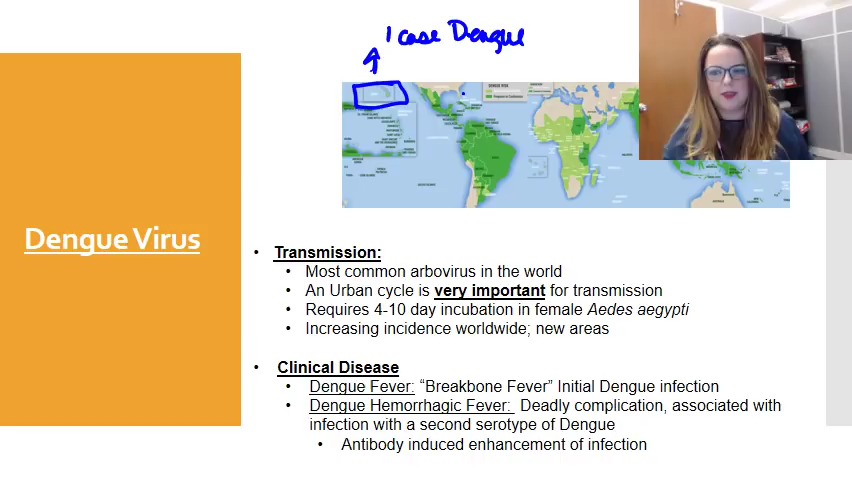 1 case Dengue
DENGUE RISK
Dengue Virus
Transmission:
Most common arbovirus in the world
An Urban cycle is very important for transmission
Requires 4-10 day incubation in female Aedes aegypti
Increasing incidence worldwide; new areas
Clinical Disease
Dengue Fever: “Breakbone Fever” Initial Dengue infection
Dengue Hemorrhagic Fever: Deadly complication, associated with
infection with a second serotype of Dengue
Antibody induced enhancement of infection